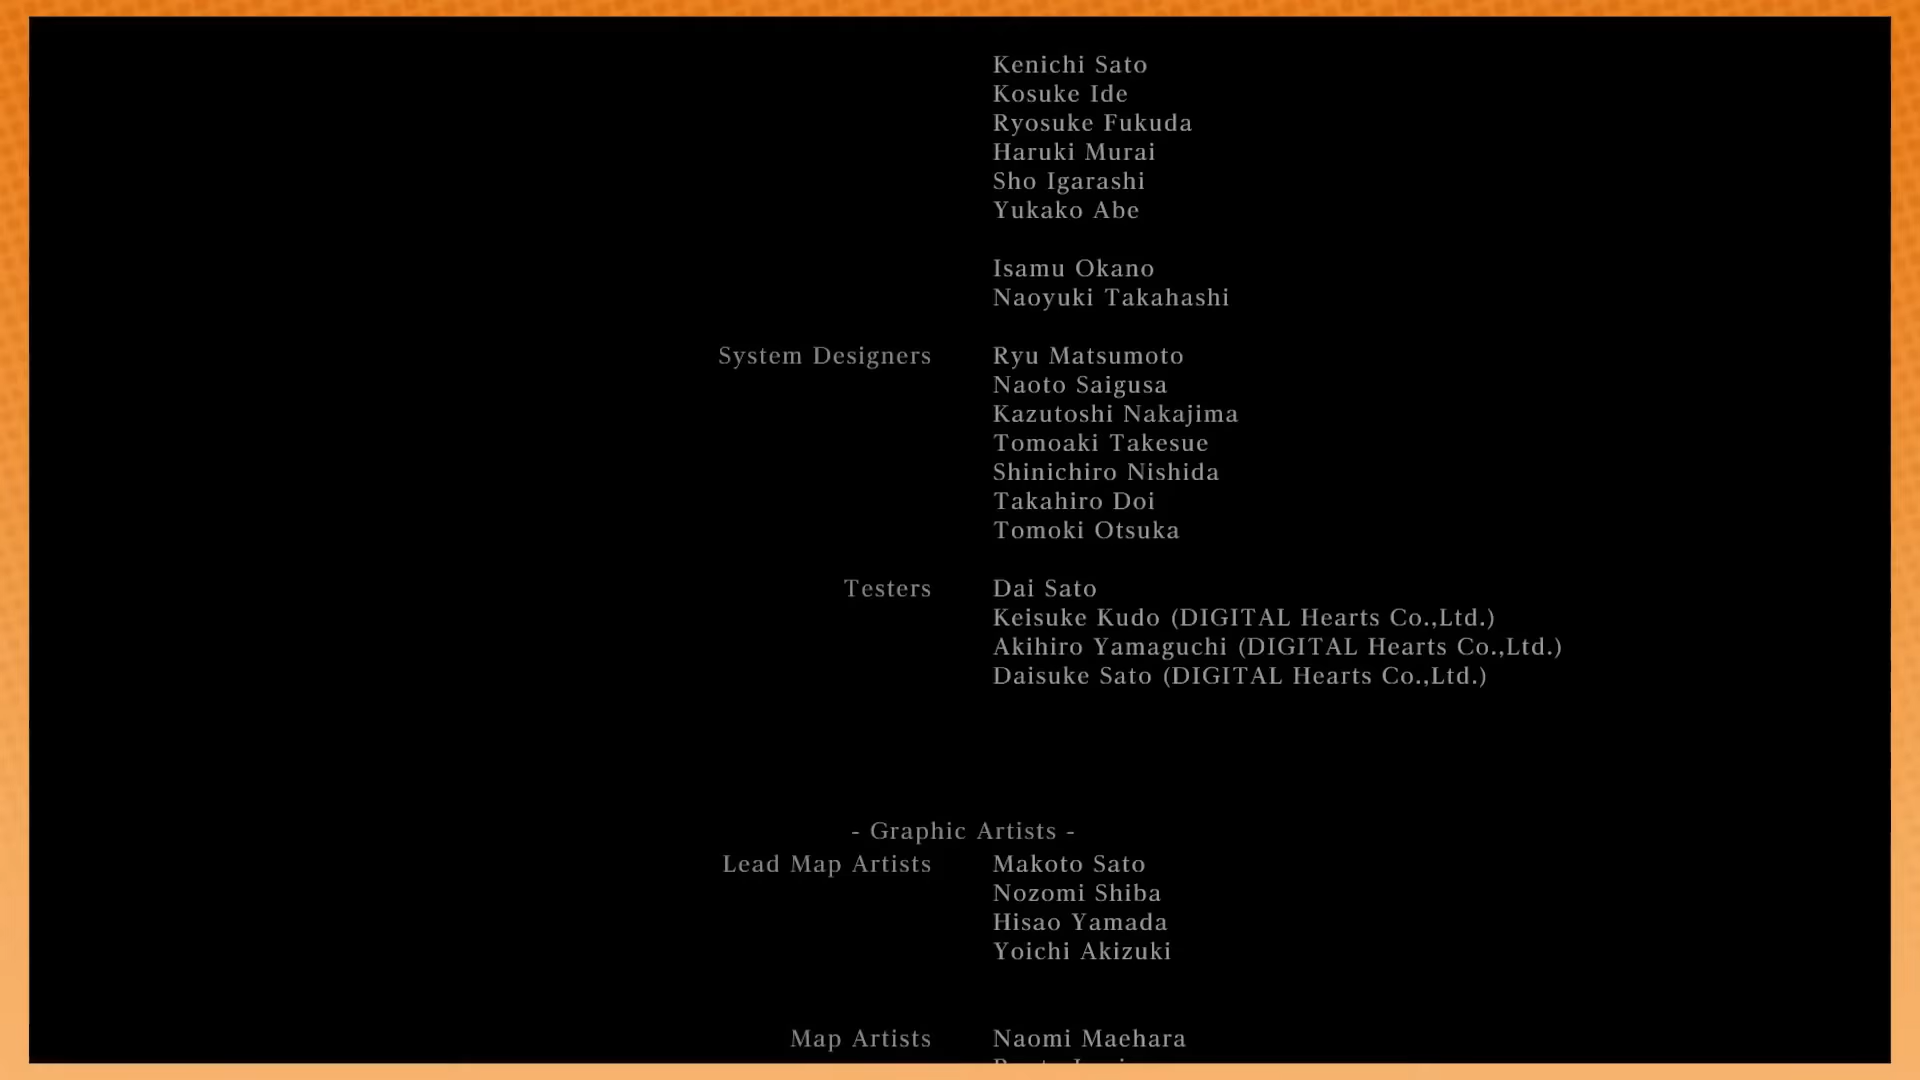 Kenichi Sato
Kosuke Ide
Ryosuke Fukuda
Haruki Murai
Sho Igarashi
Yukako Abe
Isamu Okano
Naoyuki Takahashi
System Designers Ryu Matsumoto
Naoto Saigusa
Kazutoshi Nakajima
Tomoaki Takesue
Shinichiro Nishida
Takahiro Doi
Tomoki Otsuka
Testers Dai Sato
Keisuke Kudo (DIGITAL Hearts Co.,Ltd.)
Akihiro Yamaguchi (DIGITAL Hearts Co.,Ltd.)
Daisuke Sato (DIGITAL Hearts Co.,Ltd.)
- Graphic Artists -
Lead Map Artists Makoto Sato
Nozomi Shiba
Hisao Yamada
Yoichi Akizuki
Map Artists Naomi Maehara